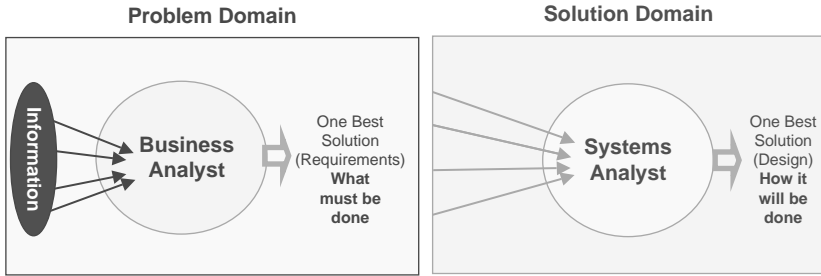 Problem Domain
Information
Business
Analyst
One Best
Solution
(Requirements)
What
must be
done
Solution Domain
Systems
Analyst
One Best
Solution
(Design)
How it
will be
done